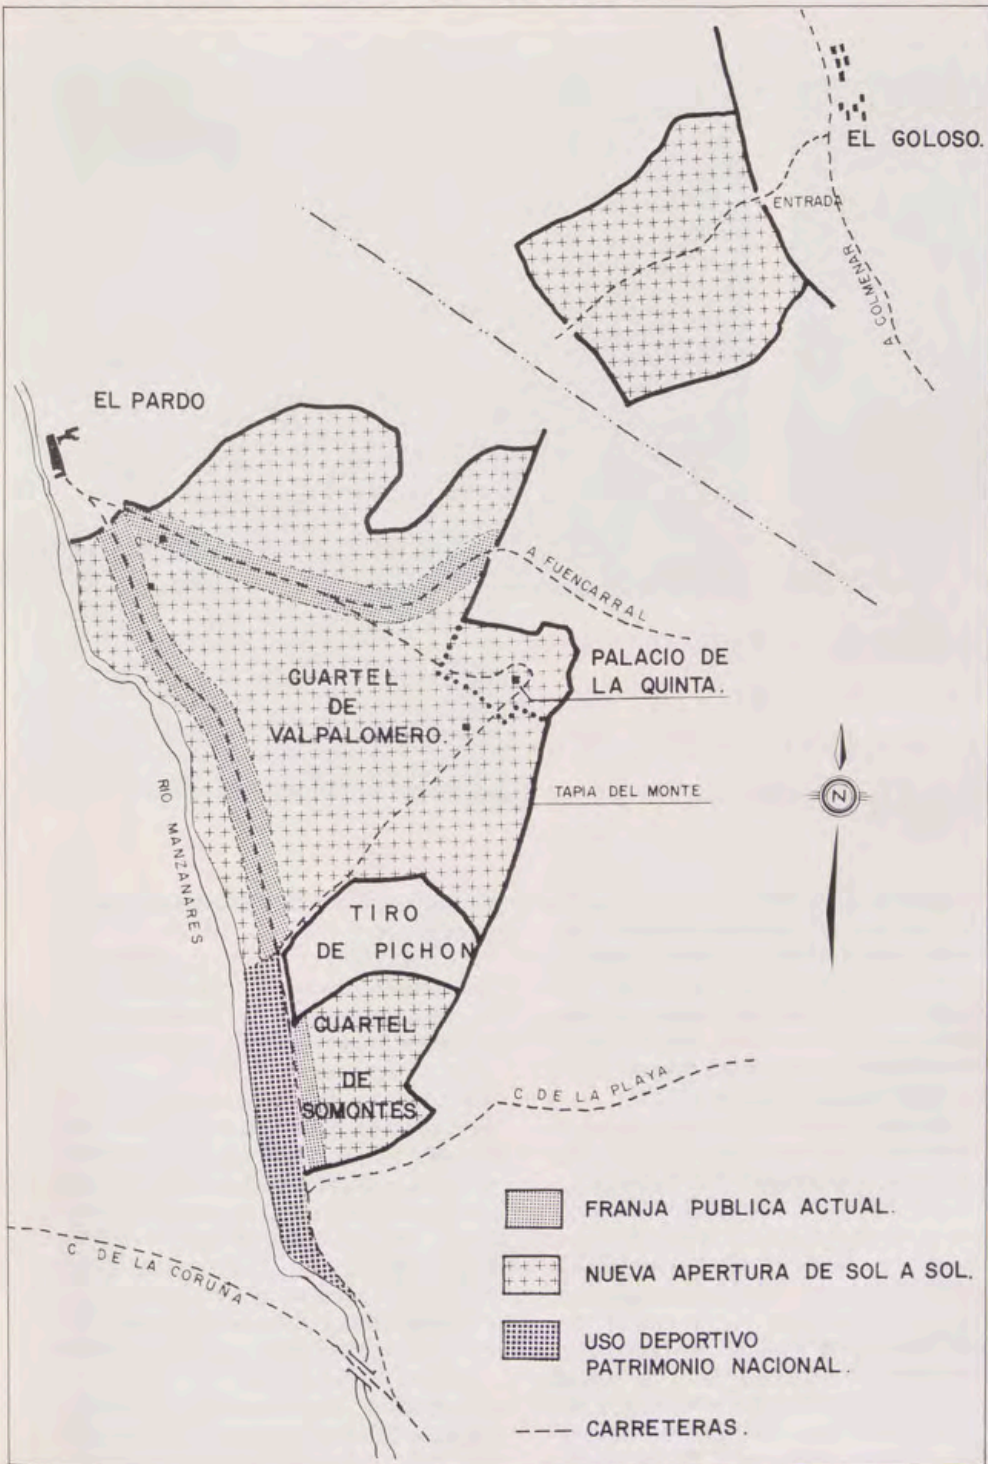 EL GOLOSO.
ENTRADA
A COLMENAR
EL PARDO
A FUENCARRAL
PALACIO DE
LA QUINTA.
CUARTEL
DE
VALPALOMERO.
TAPIA DEL MONTE
RIO MANZANARES
N
TIRO
DE PICHON
CUARTEL
DE
SOMONTES
C. DE LA PLAYA
C. DE LA CORUÑA
FRANJA PUBLICA ACTUAL.
NUEVA APERTURA DE SOL A SOL.
USO DEPORTIVO
PATRIMONIO NACIONAL.
CARRETERAS.